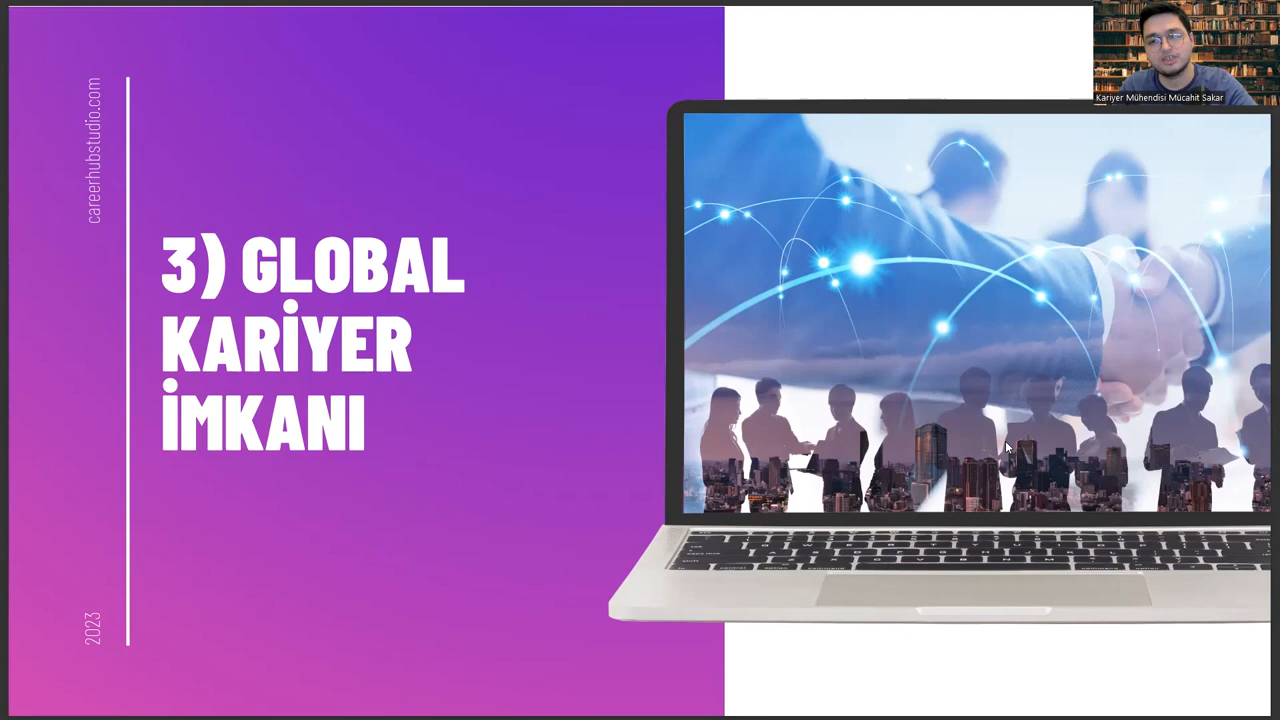 careerhubstudio.com
3) GLOBAL
KARİYER
İMKANI
2023
Kariyer Mühendisi Mücahit Sakar